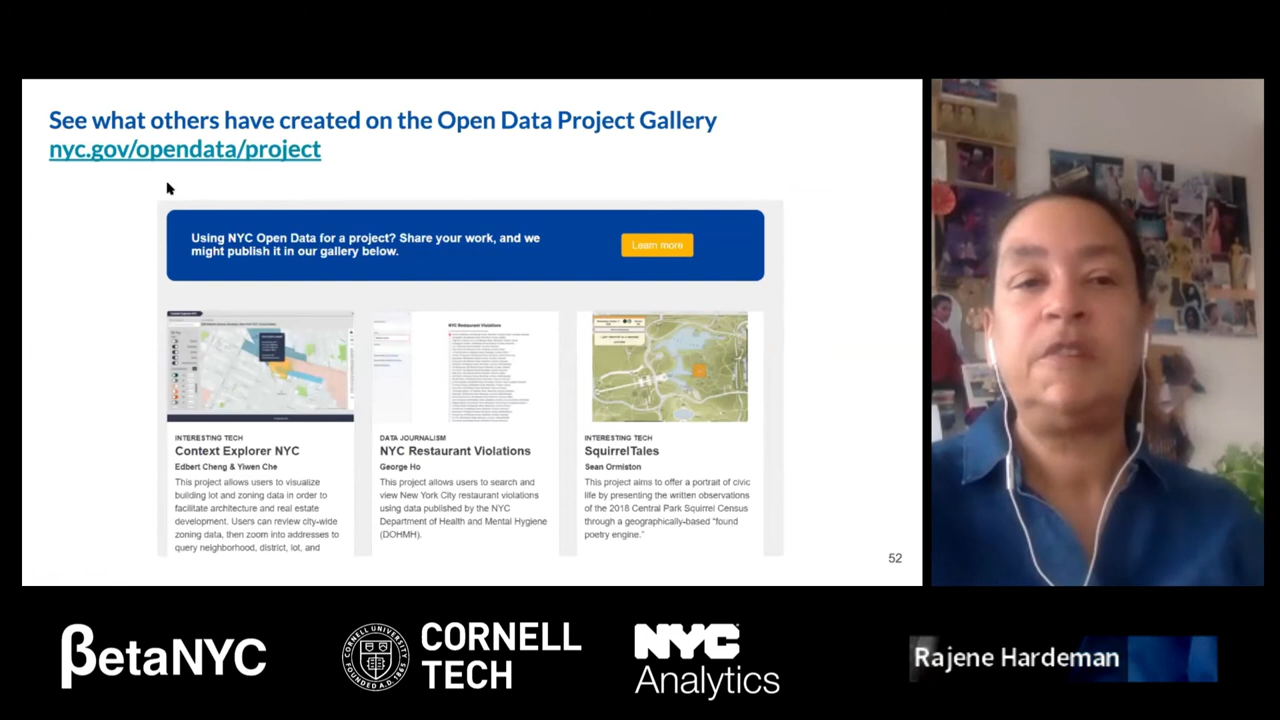 See what others have created on the Open Data Project Gallery
nyc.gov/opendata/project
Using NYC Open Data for a project? Share your work, and we
might publish it in our gallery below.
Learn more
NYC Restaurant Violations
INTERESTING TECH
Context Explorer NYC
Edbert Cheng & Yiwen Che
This project allows users to visualize
building lot and zoning data in order to
facilitate architecture and real estate
development. Users can review city-wide
zoning data, then zoom into addresses to
query neighborhood, district, lot, and
DATA JOURNALISM
NYC Restaurant Violations
George Ho
This project allows users to search and
view New York City restaurant violations
using data published by the NYC
Department of Health and Mental Hygiene
(DOHMH).
INTERESTING TECH
SquirrelTales
Sean Ormiston
This project aims to offer a portrait of civic
life by presenting the written observations
of the 2018 Central Park Squirrel Census
through a geographically-based "found
poetry engine."
52
βetaNYC
CORNELL UNIVERSITY
FOUNDED A.D. 1865
CORNELL
TECH
NYC
Analytics
Rajene Hardeman